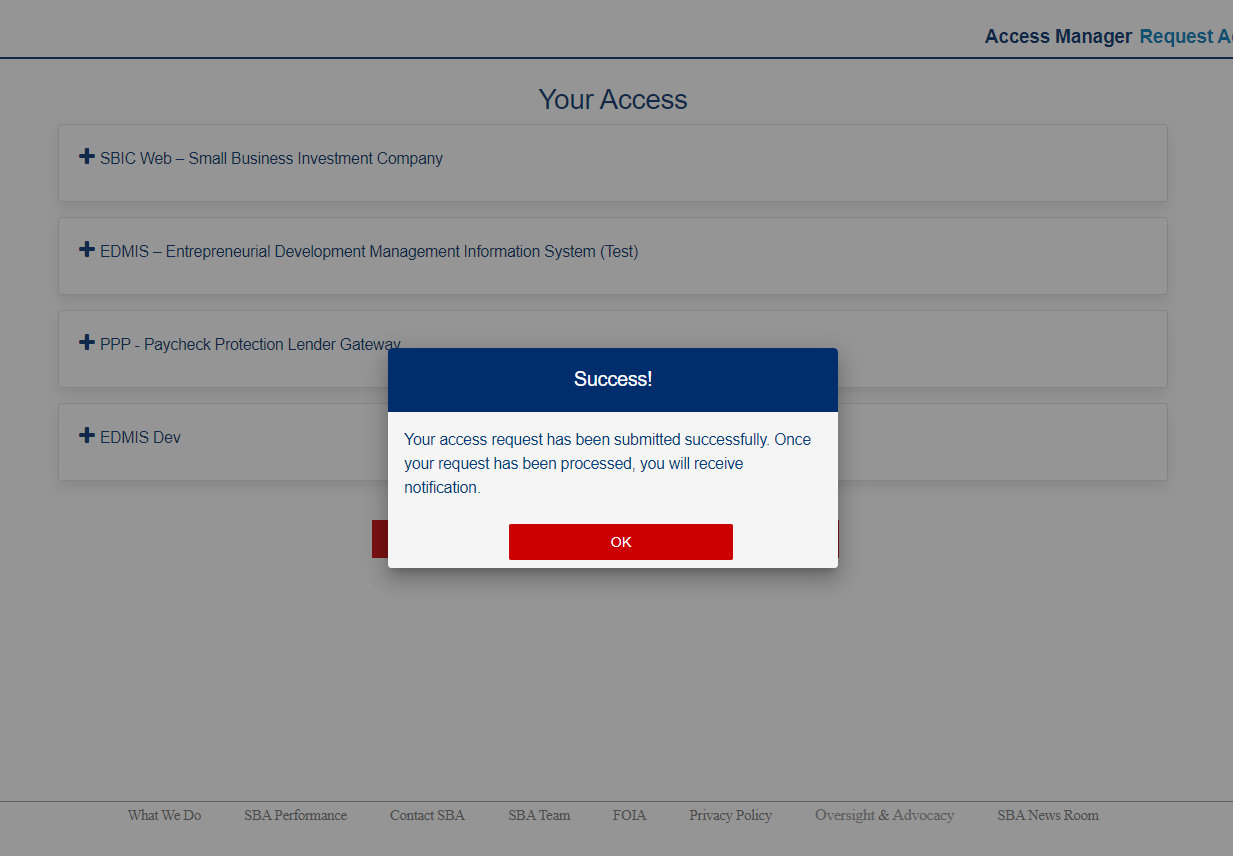 Access Manager Request
Your Access
SBIC Web – Small Business Investment Company
EDMIS – Entrepreneurial Development Management Information System (Test)
PPP - Paycheck Protection Lender Gateway
EDMIS Dev
Success!
Your access request has been submitted successfully. Once
your request has been processed, you will receive
notification.
OK
What We Do SBA Performance Contact SBA SBA Team FOIA Privacy Policy Oversight & Advocacy SBA News Room